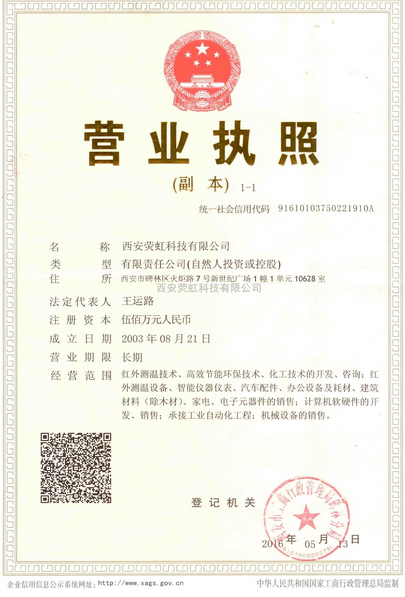 营业执照
(副 本) 1-1
统一社会信用代码 91610103750221910A
名 称 西安荧虹科技有限公司
类 型 有限责任公司(自然人投资或控股)
住 所 西安市碑林区火炬路7号新世纪广场1幢1单元10628室
西安荧虹科技有限公司
法定代表人 王运路
注册资本 伍佰万元人民币
成立日期 2003年08月21日
营业期限 长期
经营范围 红外测温技术、高效节能环保技术、化工技术的开发、咨询;红
外测温设备、智能仪器仪表、汽车配件、办公设备及耗材、建筑
材料(除木材)、家电、电子元器件的销售;计算机软硬件的开
发、销售;承接工业自动化工程;机械设备的销售。
登记机关
2016年 05月 13日
企业信用信息公示系统网址: http://www.xags.gov.cn
中华人民共和国国家工商行政管理总局监制